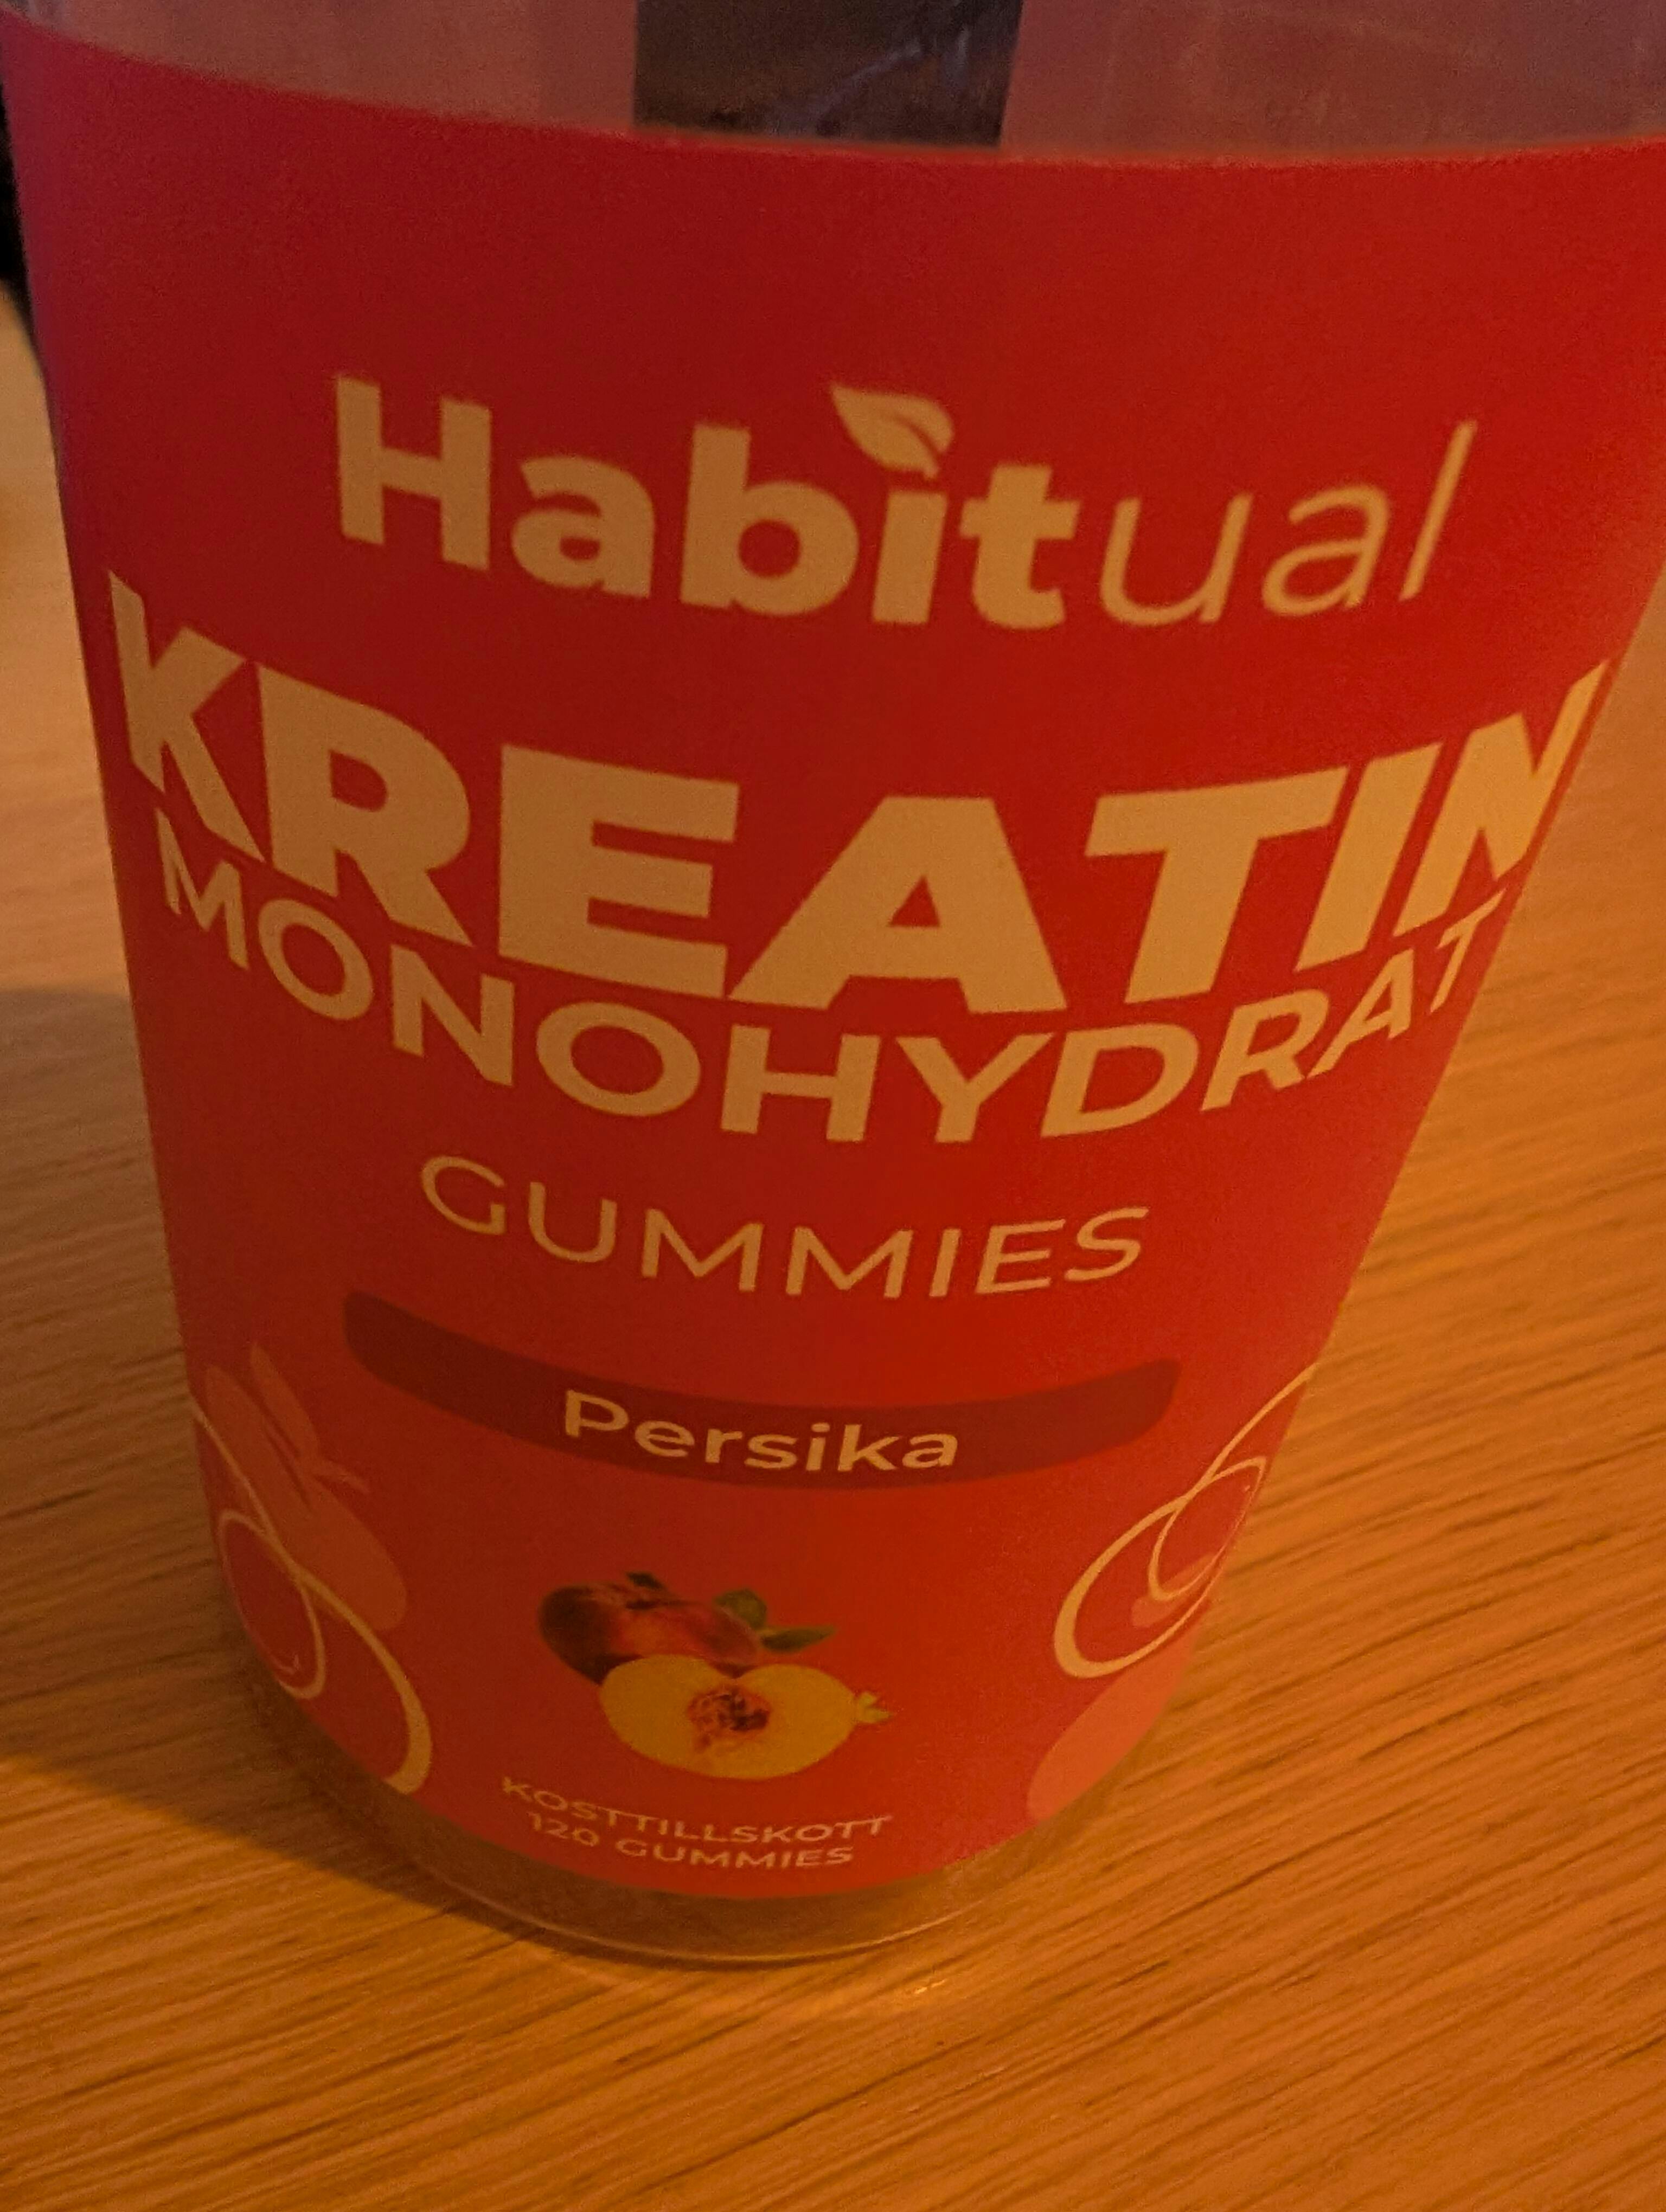 Habitual
KREATIN
MONOHYDRAT
GUMMIES
Persika
KOSTTILLSKOTT
120 GUMMIES